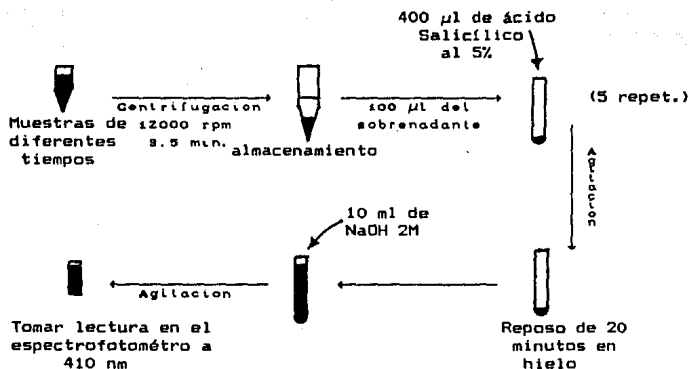 400 µl de ácido
Salicílico
al 5%
Centrifugacion
12000 rpm
9.5 min.
Muestras de
diferentes
tiempos
almacenamiento
100 µl del
sobrenadante
(5 repet.)
Agitacion
Reposo de 20
minutos en
hielo
10 ml de
NaOH 2M
Agitacion
Tomar lectura en el
espectrofotométro a
410 nm